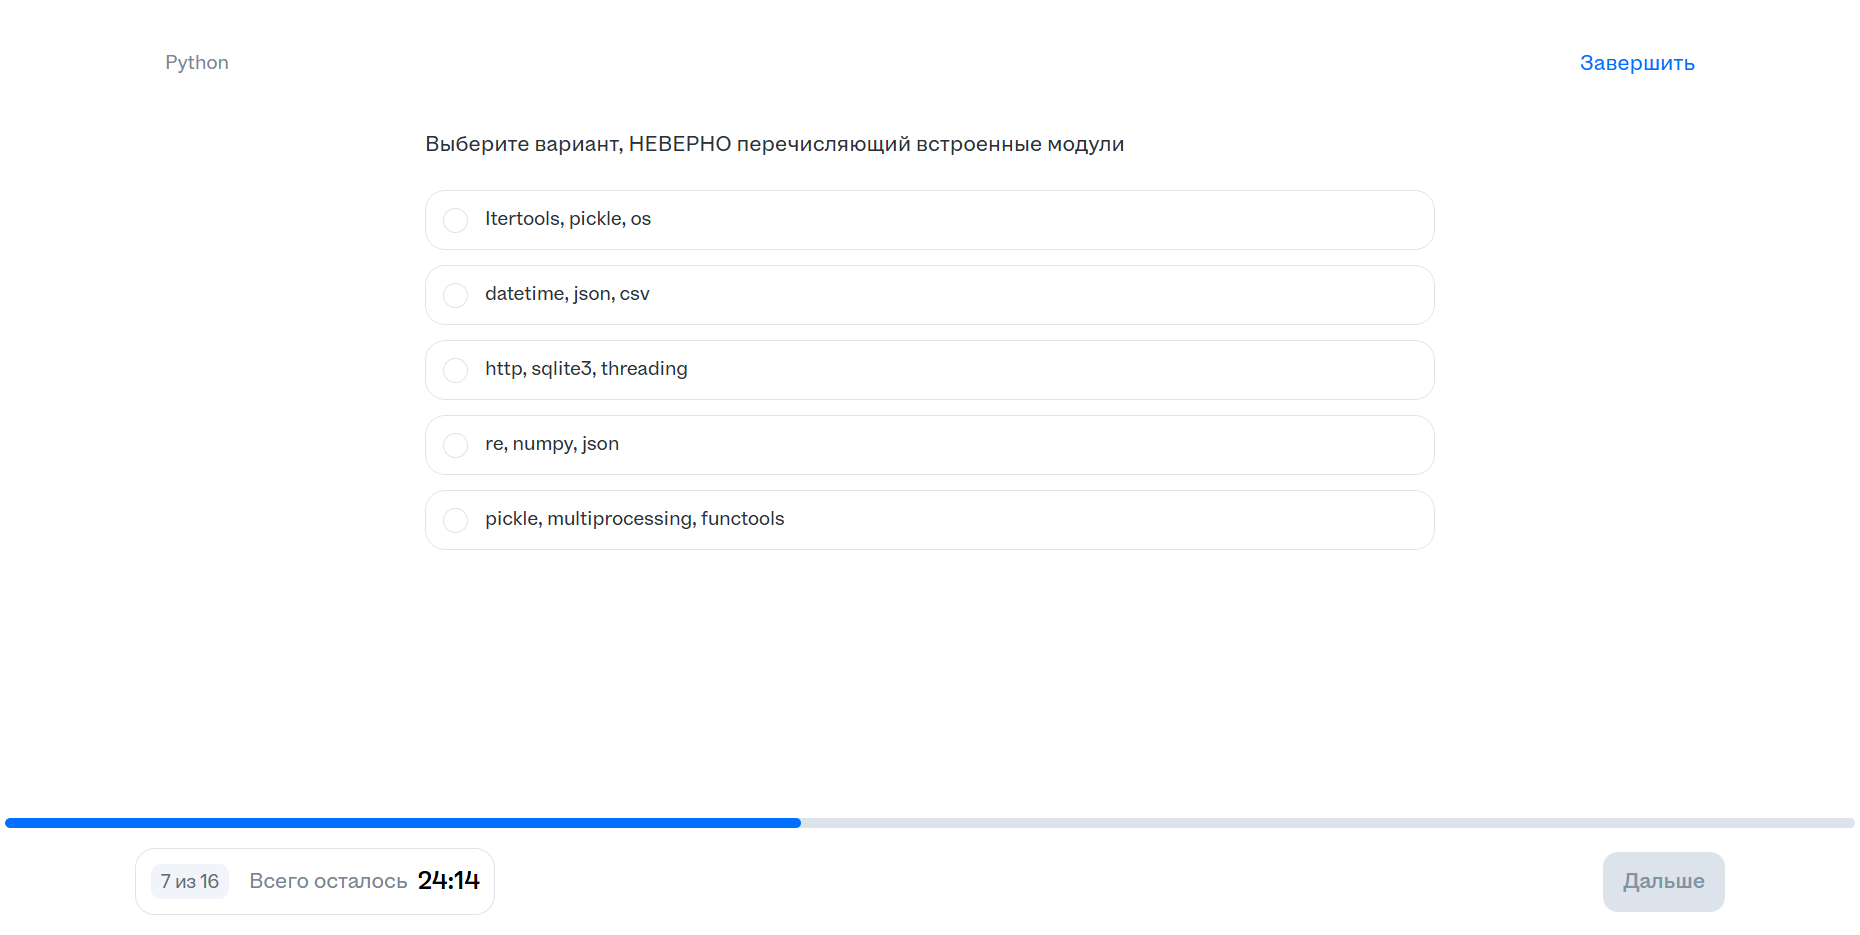 Python
Завершить
Выберите вариант, НЕВЕРНО перечисляющий встроенные модули
Itertools, pickle, os
datetime, json, csv
http, sqlite3, threading
re, numpy, json
pickle, multiprocessing, functools
7 из 16
Всего осталось 24:14
Дальше